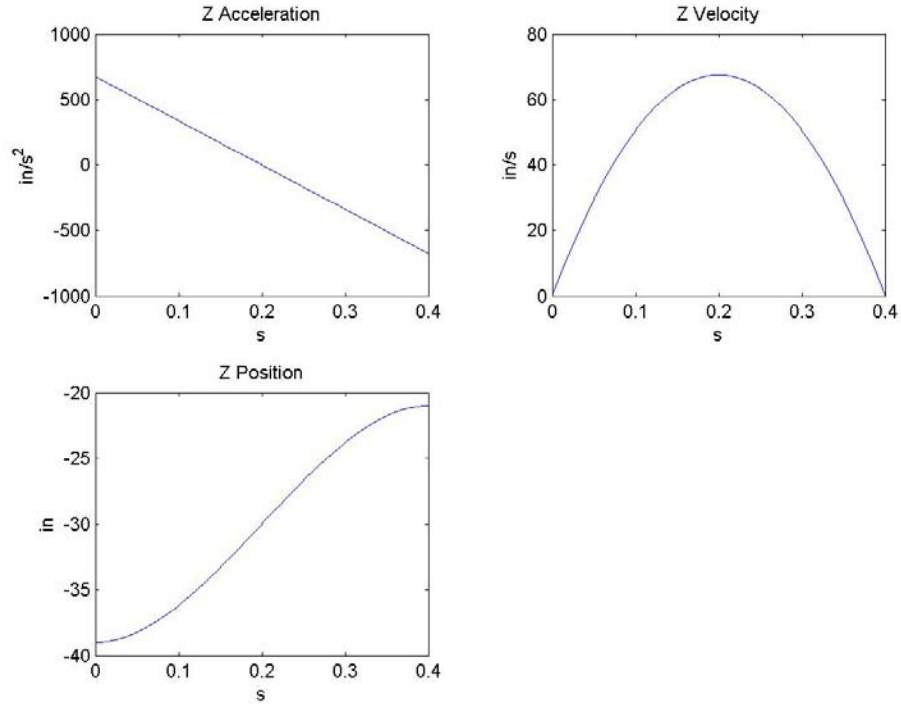 Z Acceleration
1000
500
0
-500
-1000
in/s²
0 0.1 0.2 0.3 0.4
s
Z Velocity
80
60
40
20
0
in/s
0 0.1 0.2 0.3 0.4
s
Z Position
-20
-25
-30
-35
-40
in
0 0.1 0.2 0.3 0.4
s